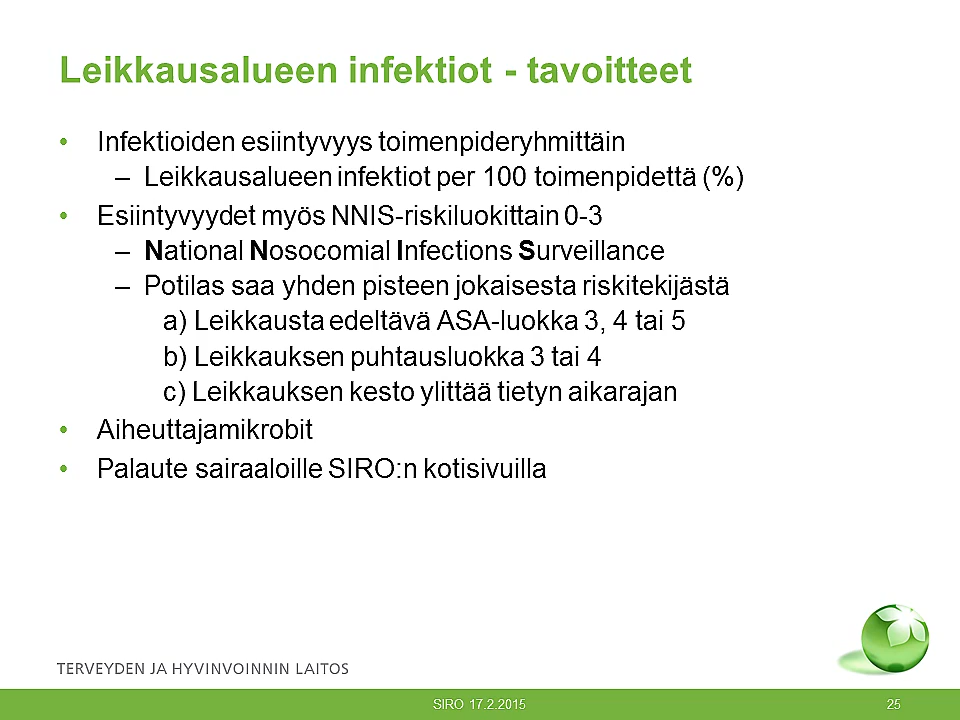 Leikkausalueen infektiot - tavoitteet
• Infektioiden esiintyvyys toimenpideryhmittäin
– Leikkausalueen infektiot per 100 toimenpidettä (%)
• Esiintyvyydet myös NNIS-riskiluokittain 0-3
– National Nosocomial Infections Surveillance
– Potilas saa yhden pisteen jokaisesta riskitekijästä
a) Leikkausta edeltävä ASA-luokka 3, 4 tai 5
b) Leikkauksen puhtausluokka 3 tai 4
c) Leikkauksen kesto ylittää tietyn aikarajan
• Aiheuttajamikrobit
• Palaute sairaaloille SIRO:n kotisivuilla
TERVEYDEN JA HYVINVOINNIN LAITOS
SIRO 17.2.2015
25